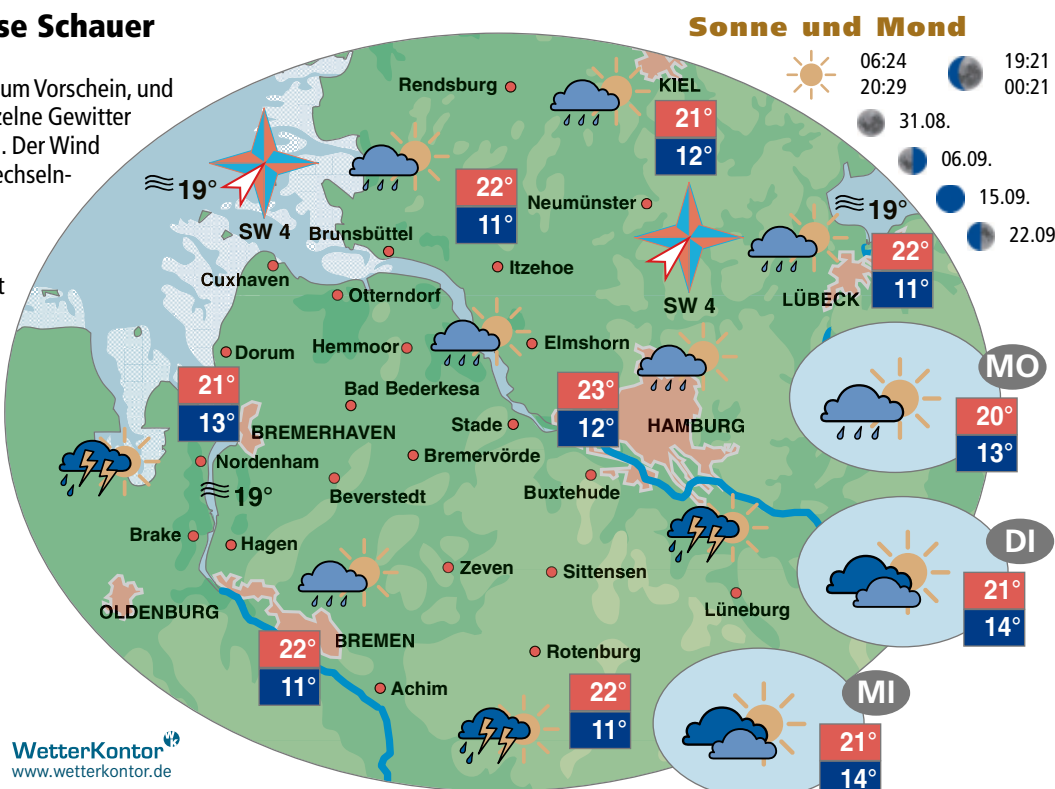 se Schauer
um Vorschein, und
zelne Gewitter
. Der Wind
echseln-
t
Sonne und Mond
06:24
20:29
19:21
00:21
31.08.
06.09.
15.09.
22.09
Rendsburg
KIEL
21°
12°
19°
SW 4
22°
11°
Neumünster
19°
Brunsbüttel
Itzehoe
SW 4
LÜBECK
22°
11°
Cuxhaven
Otterndorf
Dorum
Hemmoor
Elmshorn
MO
20°
13°
21°
13°
Bad Bederkesa
23°
12°
BREMERHAVEN
Stade
HAMBURG
Nordenham
Bremervörde
19°
Beverstedt
Buxtehude
Brake
Hagen
DI
21°
14°
Zeven
Sittensen
OLDENBURG
Lüneburg
BREMEN
22°
11°
Rotenburg
Achim
22°
11°
MI
21°
14°
WetterKontor
www.wetterkontor.de